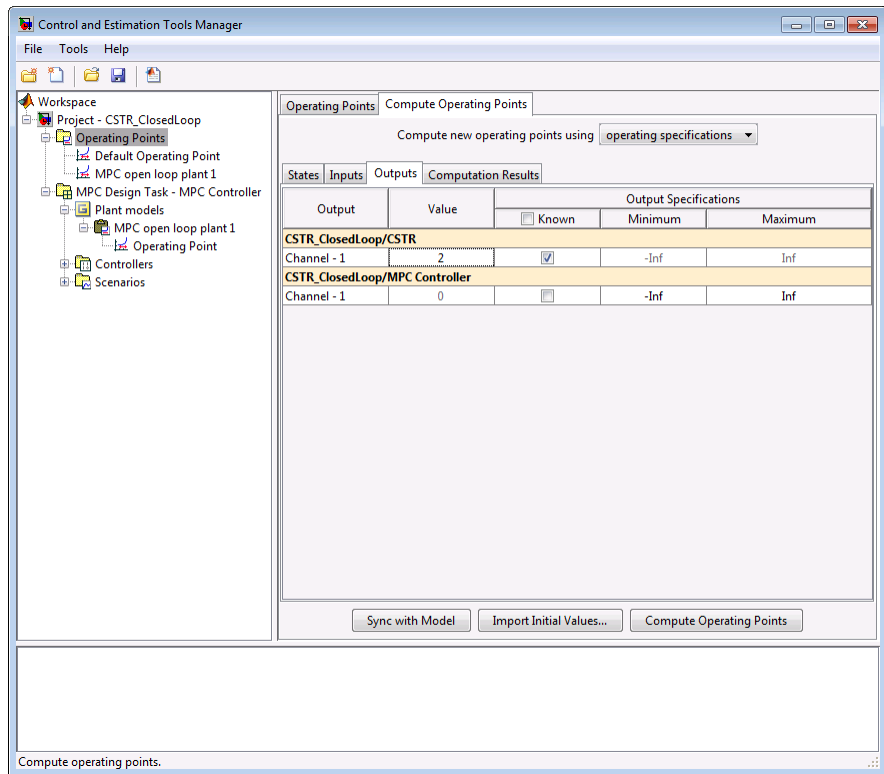 Control and Estimation Tools Manager
File Tools Help
Workspace
Project - CSTR_ClosedLoop
Operating Points
Default Operating Point
MPC open loop plant 1
MPC Design Task - MPC Controller
Plant models
MPC open loop plant 1
Operating Point
Controllers
Scenarios
Operating Points Compute Operating Points
Compute new operating points using operating specifications
States Inputs Outputs Computation Results
Output Value Output Specifications
Known Minimum Maximum
CSTR_ClosedLoop/CSTR
Channel - 1 2 -Inf Inf
CSTR_ClosedLoop/MPC Controller
Channel - 1 0 -Inf Inf
Sync with Model Import Initial Values... Compute Operating Points
Compute operating points.